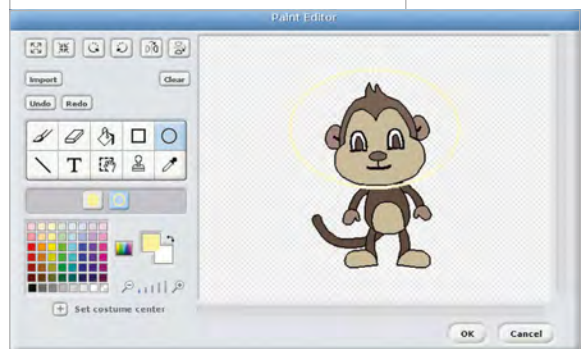 Paint Editor
Import Clear
Undo Redo
T
Set costume center
OK Cancel